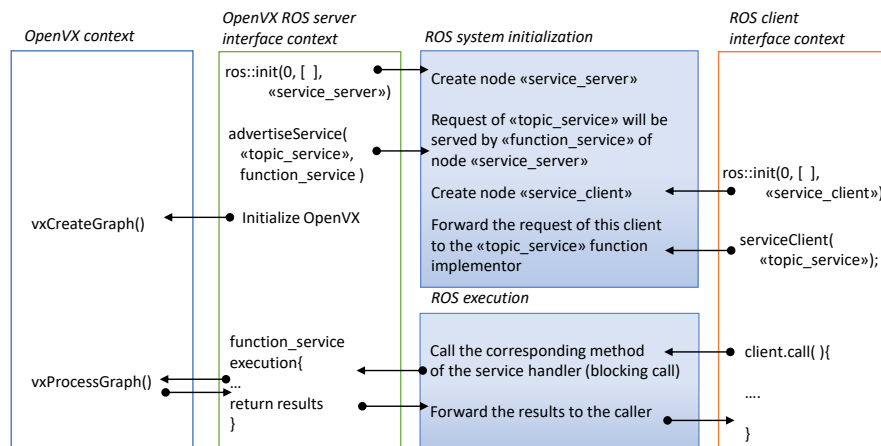 OpenVX context
OpenVX ROS server
interface context
ROS system initialization
ROS client
interface context
ros::init(0, [ ],
«service_server»)
Create node «service_server»
advertiseService(
«topic_service»,
function_service )
Request of «topic_service» will be
served by «function_service» of
node «service_server»
ros::init(0, [ ],
«service_client»)
Create node «service_client»
vxCreateGraph()
Initialize OpenVX
Forward the request of this client
to the «topic_service» function
implementor
serviceClient(
«topic_service»);
ROS execution
function_service
execution{
...
return results
}
vxProcessGraph()
Call the corresponding method
of the service handler (blocking call)
Forward the results to the caller
client.call( ){
....
}